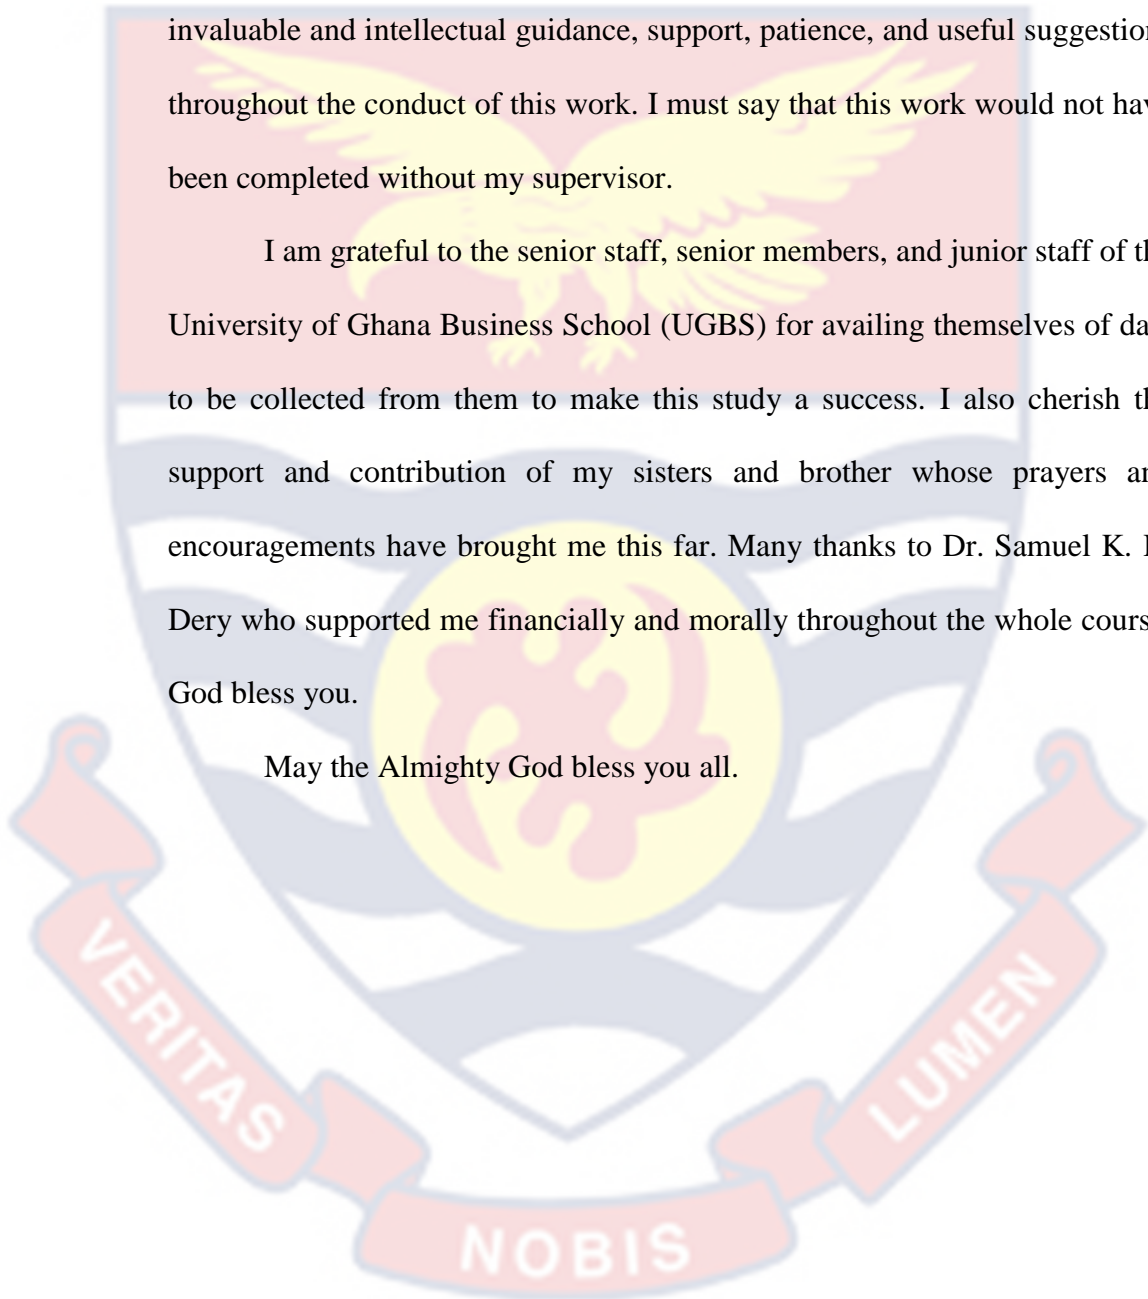 invaluable and intellectual guidance, support, patience, and useful suggestion
throughout the conduct of this work. I must say that this work would not hav
been completed without my supervisor.
I am grateful to the senior staff, senior members, and junior staff of th
University of Ghana Business School (UGBS) for availing themselves of da
to be collected from them to make this study a success. I also cherish th
support and contribution of my sisters and brother whose prayers an
encouragements have brought me this far. Many thanks to Dr. Samuel K. 
Dery who supported me financially and morally throughout the whole cours
God bless you.
May the Almighty God bless you all.
VERITAS
NOBIS
LUMEN